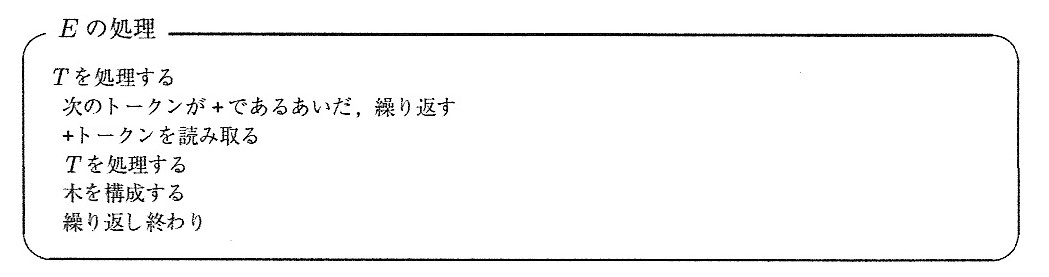 E の処理
Tを処理する
次のトークンが+であるあいだ，繰り返す
+トークンを読み取る
Tを処理する
木を構成する
繰り返し終わり